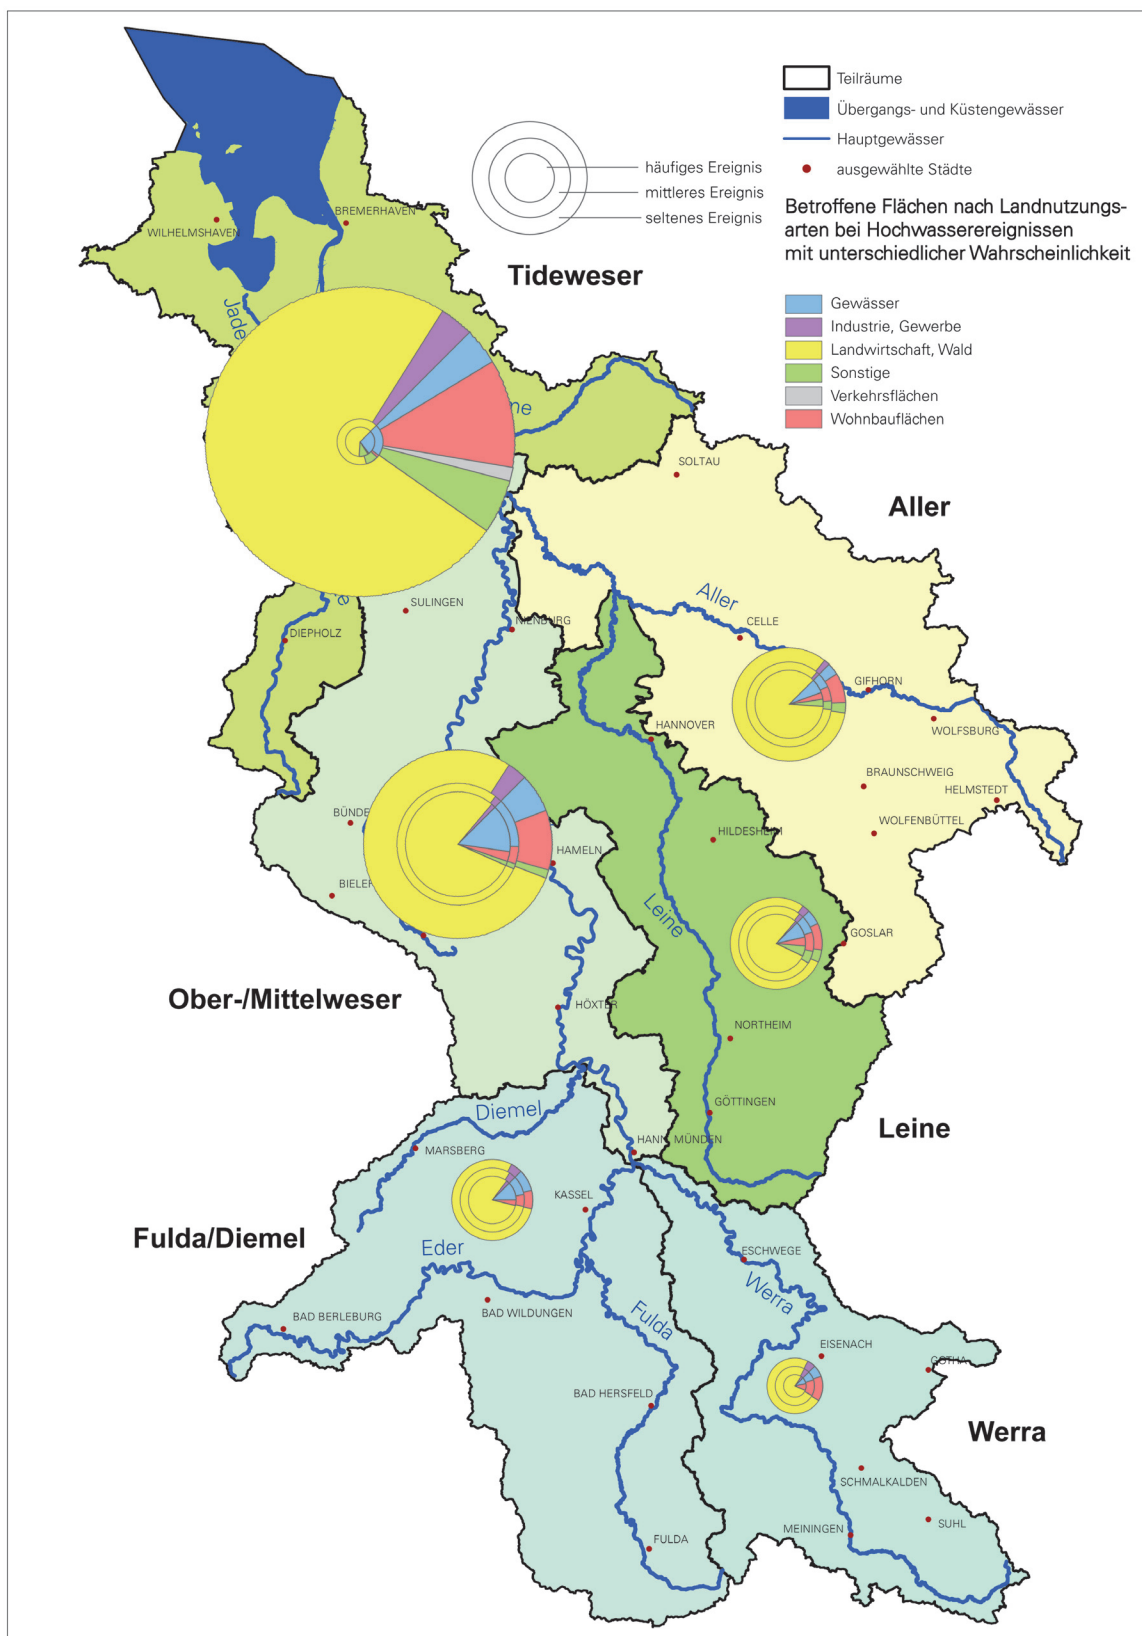 Teilräume
Übergangs- und Küstengewässer
Hauptgewässer
ausgewählte Städte
häufiges Ereignis
mittleres Ereignis
seltenes Ereignis
Betroffene Flächen nach Landnutzungs-
arten bei Hochwasserereignissen
mit unterschiedlicher Wahrscheinlichkeit
Gewässer
Industrie, Gewerbe
Landwirtschaft, Wald
Sonstige
Verkehrsflächen
Wohnbauflächen
BREMERHAVEN
WILHELMSHAVEN
Tideweser
Jade
ne
SOLTAU
Aller
Aller
e
SULINGEN
NIENBURG
CELLE
DIEPHOLZ
GIFHORN
HANNOVER
WOLFSBURG
BRAUNSCHWEIG
HELMSTEDT
BÜNDE
HILDESHEIM
WOLFENBÜTTEL
HAMELN
BIELEF
Leine
GOSLAR
Ober-/Mittelweser
HÖXTER
NORTHEIM
Diemel
GÖTTINGEN
Leine
MARSBERG
HANN. MÜNDEN
KASSEL
Fulda/Diemel
Eder
ESCHWEGE
Werra
BAD WILDUNGEN
Fulda
BAD BERLEBURG
EISENACH
GOTHA
BAD HERSFELD
Werra
SCHMALKALDEN
SUHL
MEININGEN
FULDA